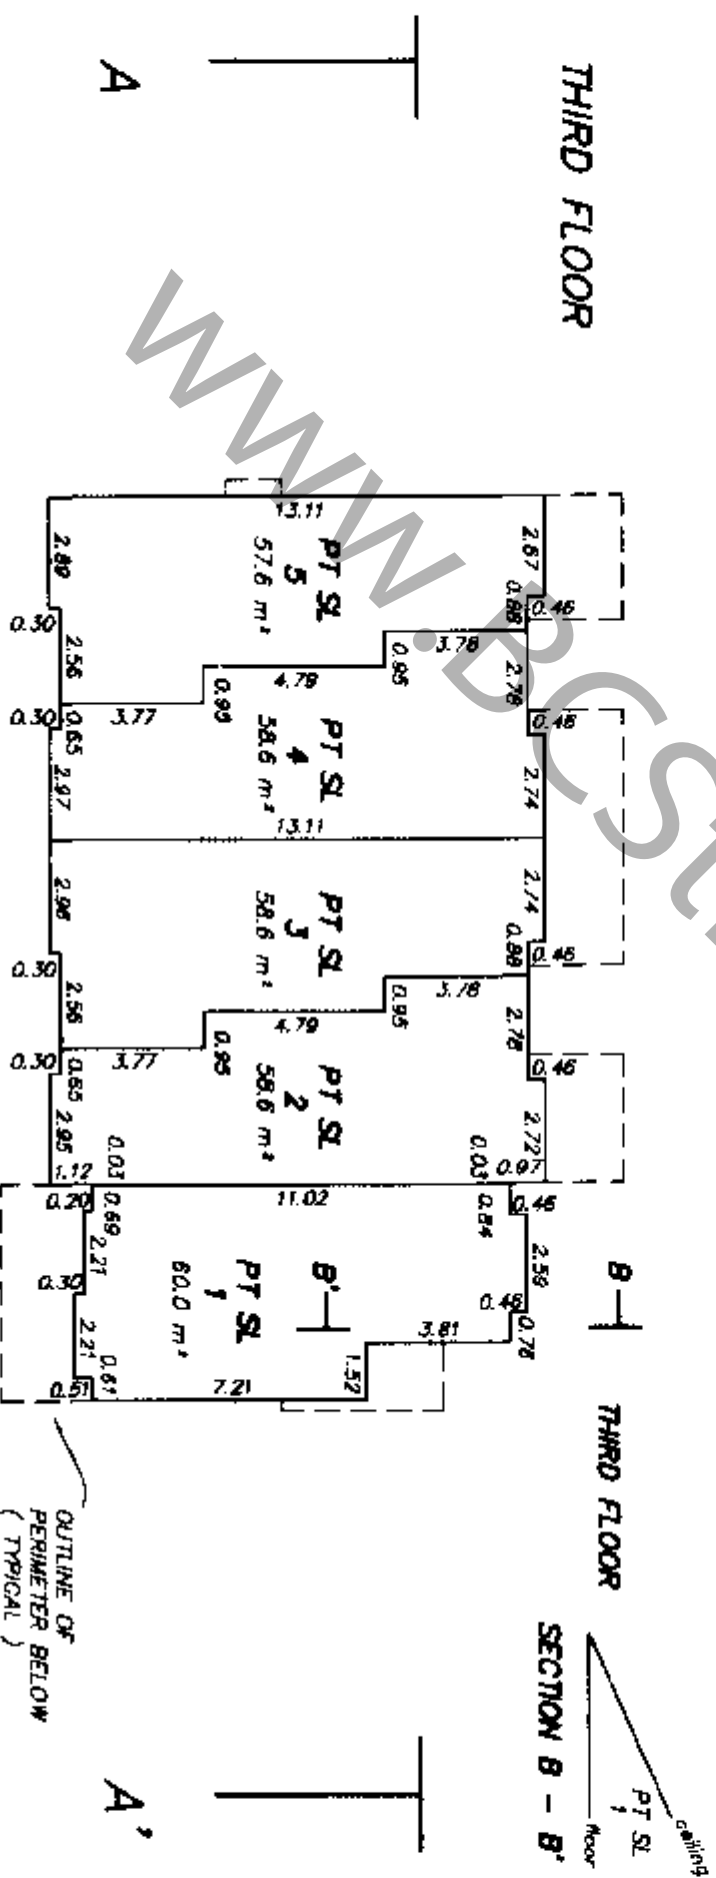 THIRD FLOOR
A
www.BCSt
13.11
PT SL
5
57.6 m²
2.67
0.88
0.46
3.78
0.95
4.79
0.95
3.77
2.89
0.30
2.56
0.30
0.65
2.97
PT SL
4
58.6 m²
2.78
0.46
2.74
13.11
PT SL
3
58.6 m²
2.74
0.88
0.46
3.78
0.95
4.79
0.95
3.77
2.96
0.30
2.56
0.30
0.65
2.95
PT SL
2
58.6 m²
2.78
0.46
2.72
0.97
0.03
1.12
0.03
11.02
PT SL
1
60.0 m²
0.84
0.46
2.59
0.46
0.76
3.81
1.52
7.21
0.20
0.69
2.21
0.30
2.21
0.61
0.51
B
B'
OUTLINE OF
PERIMETER BELOW
( TYPICAL )
THIRD FLOOR
ceiling
PT SL
1
floor
SECTION B - B'
A'